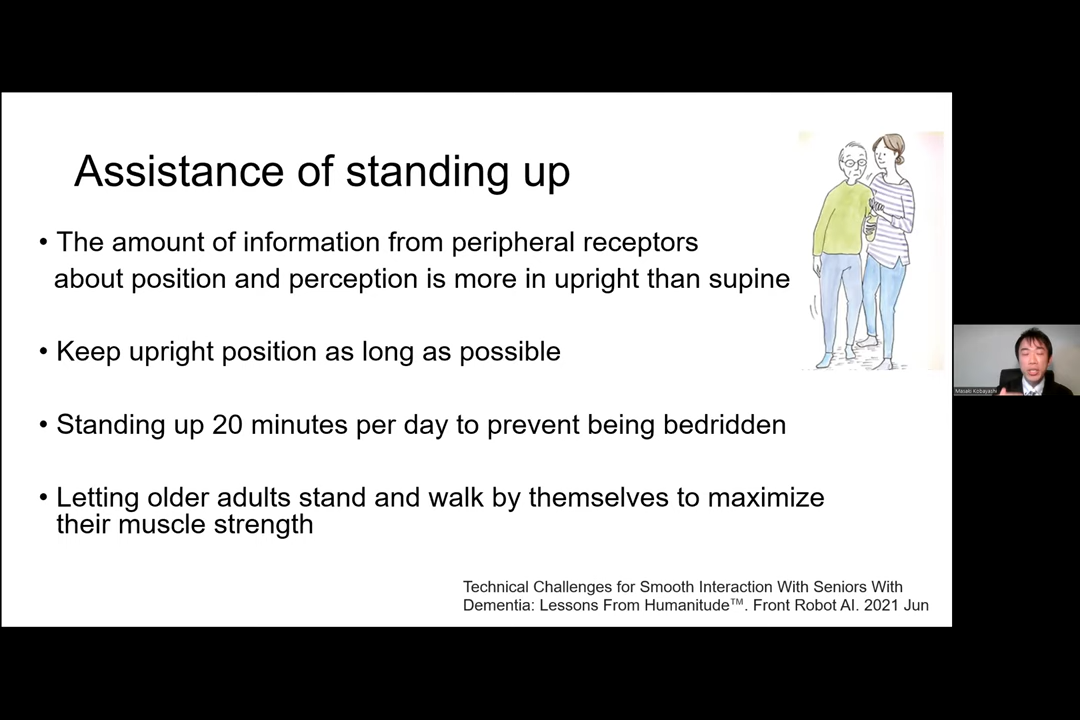 Assistance of standing up
• The amount of information from peripheral receptors
about position and perception is more in upright than supine
• Keep upright position as long as possible
• Standing up 20 minutes per day to prevent being bedridden
• Letting older adults stand and walk by themselves to maximize
their muscle strength
Technical Challenges for Smooth Interaction With Seniors With
Dementia: Lessons From Humanitude™. Front Robot AI. 2021 Jun
Masaki Kobayashi